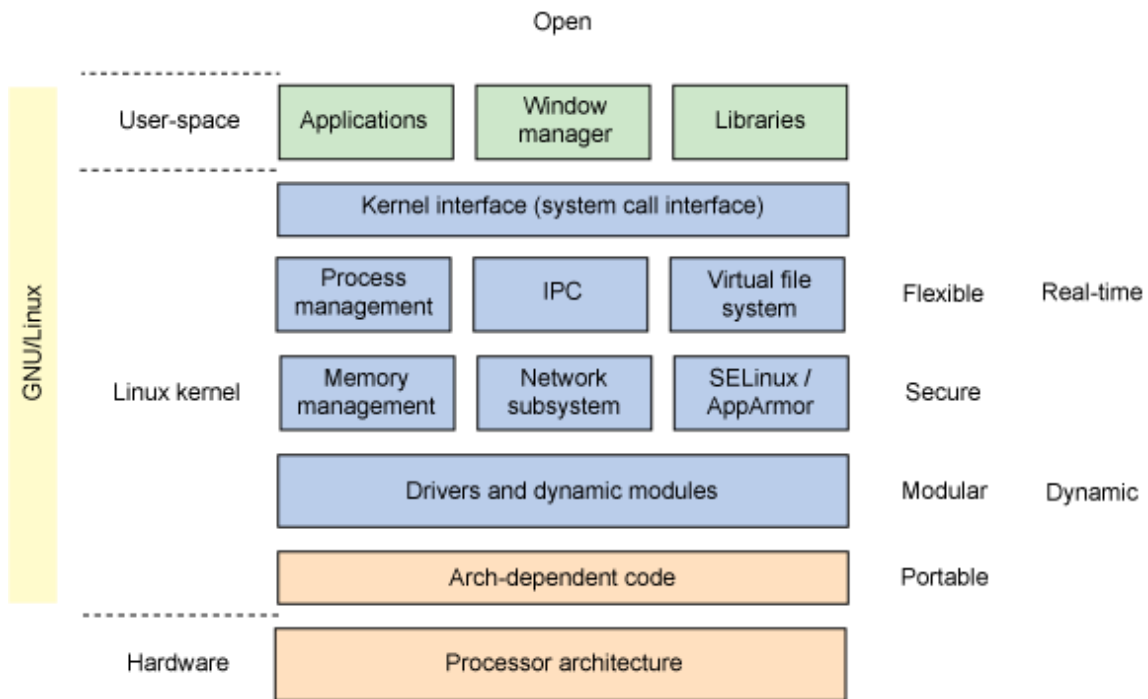 Open
User-space
Applications
Window
manager
Libraries
Kernel interface (system call interface)
Process
management
IPC
Virtual file
system
Flexible
Real-time
GNU/Linux
Linux kernel
Memory
management
Network
subsystem
SELinux /
AppArmor
Secure
Drivers and dynamic modules
Modular
Dynamic
Arch-dependent code
Portable
Hardware
Processor architecture